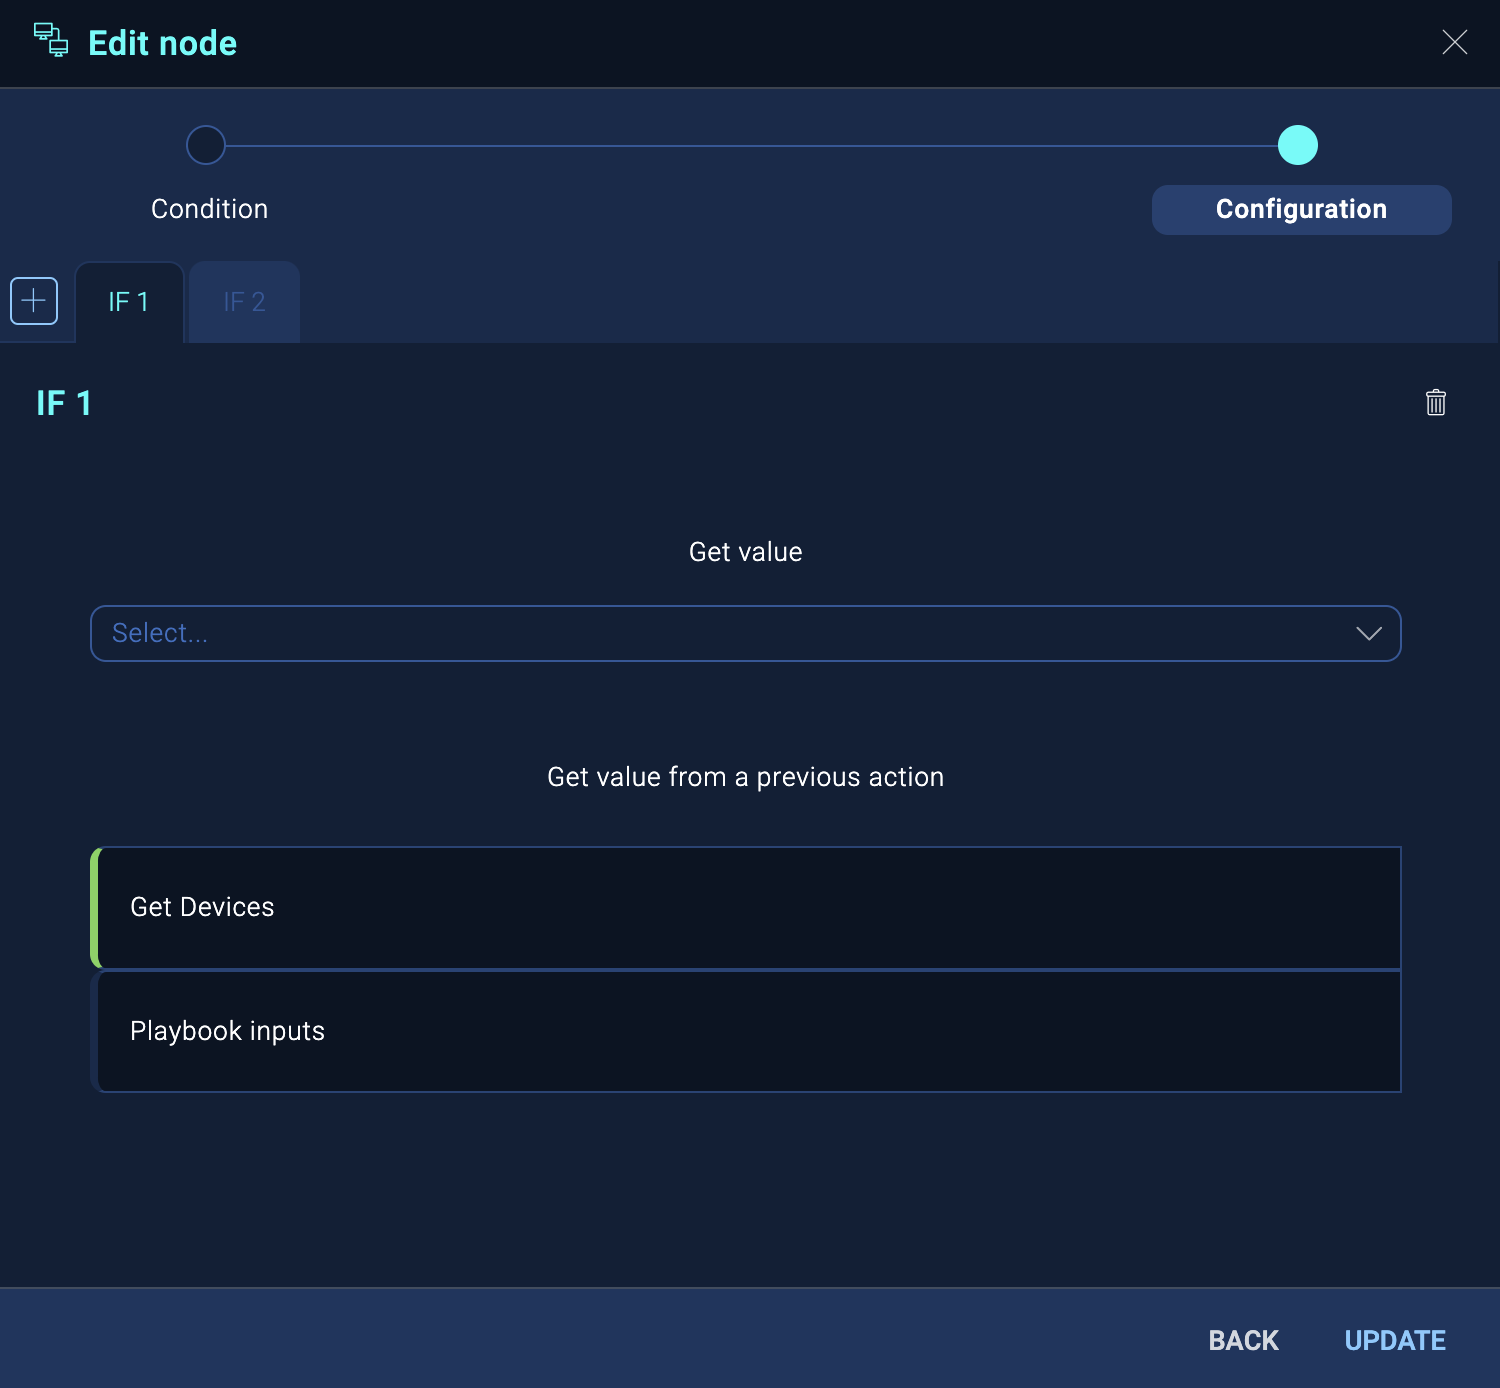 Edit node
Condition
Configuration
IF 1
IF 2
IF 1
Get value
Select...
Get value from a previous action
Get Devices
Playbook inputs
BACK
UPDATE